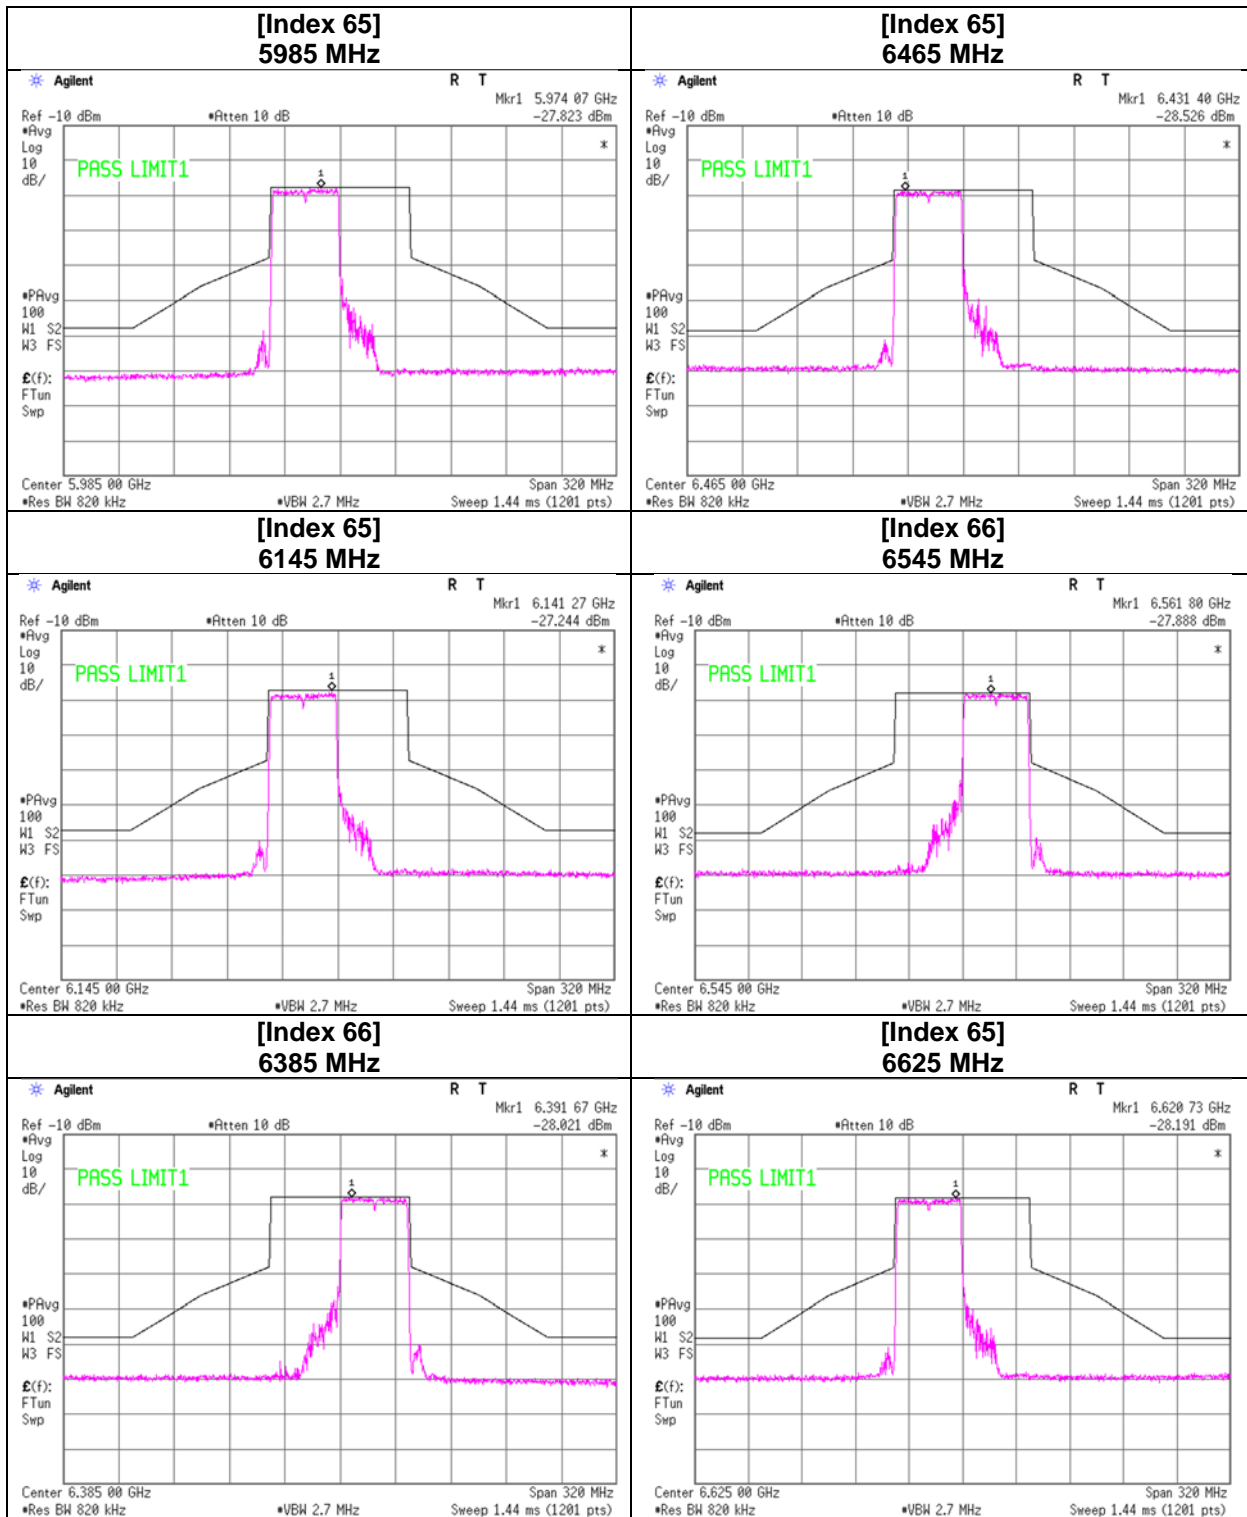 [Index 65]
5985 MHz
Agilent
R T
Mkr1 5.974 07 GHz
Ref -10 dBm #Atten 10 dB -27.823 dBm
#Avg
Log
10
dB/
*
PASS LIMIT1
1
#PAvg
100
W1 S2
W3 FS
£(f):
FTun
Swp
Center 5.985 00 GHz Span 320 MHz
#Res BW 820 kHz #VBW 2.7 MHz Sweep 1.44 ms (1201 pts)
[Index 65]
6465 MHz
Agilent
R T
Mkr1 6.431 40 GHz
Ref -10 dBm #Atten 10 dB -28.526 dBm
#Avg
Log
10
dB/
*
PASS LIMIT1
1
#PAvg
100
W1 S2
W3 FS
£(f):
FTun
Swp
Center 6.465 00 GHz Span 320 MHz
#Res BW 820 kHz #VBW 2.7 MHz Sweep 1.44 ms (1201 pts)
[Index 65]
6145 MHz
Agilent
R T
Mkr1 6.141 27 GHz
Ref -10 dBm #Atten 10 dB -27.244 dBm
#Avg
Log
10
dB/
*
PASS LIMIT1
1
#PAvg
100
W1 S2
W3 FS
£(f):
FTun
Swp
Center 6.145 00 GHz Span 320 MHz
#Res BW 820 kHz #VBW 2.7 MHz Sweep 1.44 ms (1201 pts)
[Index 66]
6545 MHz
Agilent
R T
Mkr1 6.561 80 GHz
Ref -10 dBm #Atten 10 dB -27.888 dBm
#Avg
Log
10
dB/
*
PASS LIMIT1
1
#PAvg
100
W1 S2
W3 FS
£(f):
FTun
Swp
Center 6.545 00 GHz Span 320 MHz
#Res BW 820 kHz #VBW 2.7 MHz Sweep 1.44 ms (1201 pts)
[Index 66]
6385 MHz
Agilent
R T
Mkr1 6.391 67 GHz
Ref -10 dBm #Atten 10 dB -28.021 dBm
#Avg
Log
10
dB/
*
PASS LIMIT1
1
#PAvg
100
W1 S2
W3 FS
£(f):
FTun
Swp
Center 6.385 00 GHz Span 320 MHz
#Res BW 820 kHz #VBW 2.7 MHz Sweep 1.44 ms (1201 pts)
[Index 65]
6625 MHz
Agilent
R T
Mkr1 6.620 73 GHz
Ref -10 dBm #Atten 10 dB -28.191 dBm
#Avg
Log
10
dB/
*
PASS LIMIT1
1
#PAvg
100
W1 S2
W3 FS
£(f):
FTun
Swp
Center 6.625 00 GHz Span 320 MHz
#Res BW 820 kHz #VBW 2.7 MHz Sweep 1.44 ms (1201 pts)